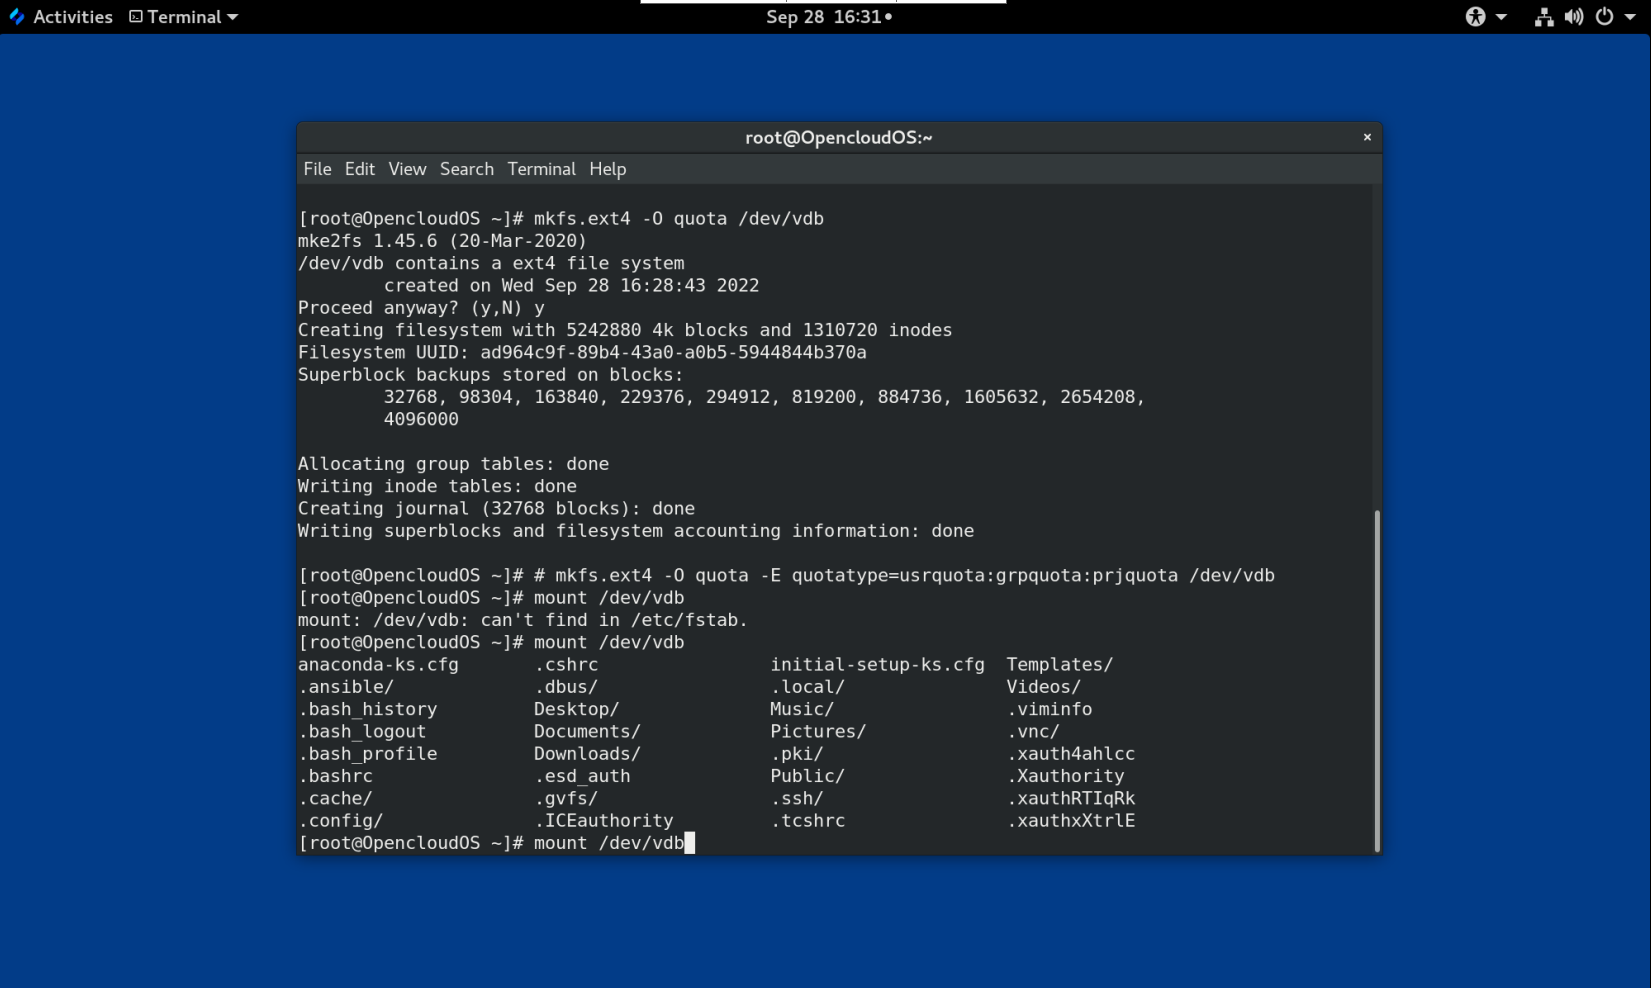 Activities Terminal Sep 28 16:31
root@OpencloudOS:~ ×
File Edit View Search Terminal Help
[root@OpencloudOS ~]# mkfs.ext4 -O quota /dev/vdb
mke2fs 1.45.6 (20-Mar-2020)
/dev/vdb contains a ext4 file system
        created on Wed Sep 28 16:28:43 2022
Proceed anyway? (y,N) y
Creating filesystem with 5242880 4k blocks and 1310720 inodes
Filesystem UUID: ad964c9f-89b4-43a0-a0b5-5944844b370a
Superblock backups stored on blocks:
        32768, 98304, 163840, 229376, 294912, 819200, 884736, 1605632, 2654208,
        4096000
Allocating group tables: done
Writing inode tables: done
Creating journal (32768 blocks): done
Writing superblocks and filesystem accounting information: done
[root@OpencloudOS ~]# # mkfs.ext4 -O quota -E quotatype=usrquota:grpquota:prjquota /dev/vdb
[root@OpencloudOS ~]# mount /dev/vdb
mount: /dev/vdb: can't find in /etc/fstab.
[root@OpencloudOS ~]# mount /dev/vdb
anaconda-ks.cfg       .cshrc                initial-setup-ks.cfg  Templates/
.ansible/             .dbus/                .local/               Videos/
.bash_history         Desktop/              Music/                .viminfo
.bash_logout          Documents/            Pictures/             .vnc/
.bash_profile         Downloads/            .pki/                 .xauth4ahlcc
.bashrc               .esd_auth             Public/               .Xauthority
.cache/               .gvfs/                .ssh/                 .xauthRTIqRk
.config/              .ICEauthority         .tcshrc               .xauthxXtrlE
[root@OpencloudOS ~]# mount /dev/vdb